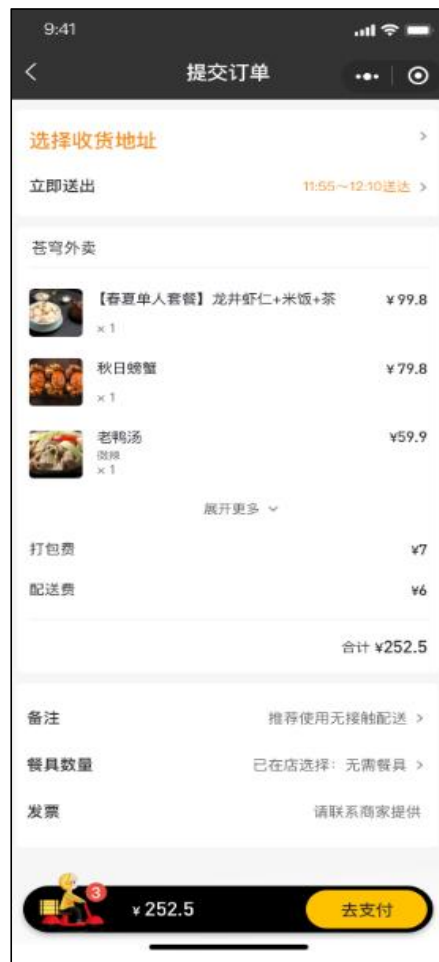 9:41
提交订单
选择收货地址
立即送出 11:55～12:10送达
苍穹外卖
【春夏单人套餐】龙井虾仁+米饭+茶 ¥99.8
×1
秋日螃蟹 ¥79.8
×1
老鸭汤 ¥59.9
微辣
×1
展开更多
打包费 ¥7
配送费 ¥6
合计 ¥252.5
备注 推荐使用无接触配送
餐具数量 已在店选择：无需餐具
发票 请联系商家提供
3
¥252.5 去支付